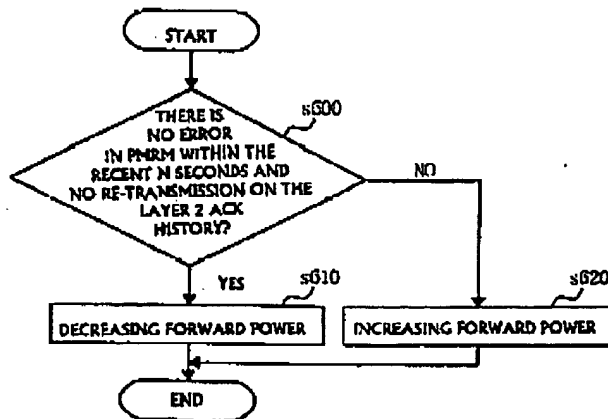 START
s600
THERE IS
NO ERROR
IN PMRM WITHIN THE
RECENT N SECONDS AND
NO RE-TRANSMISSION ON THE
LAYER 2 ACK
HISTORY?
NO
YES
s610
s620
DECREASING FORWARD POWER
INCREASING FORWARD POWER
END